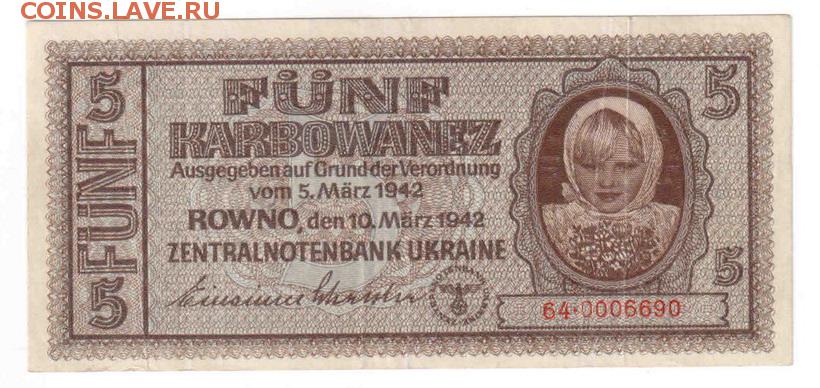 COINS.LAVE.RU
5 FÜNF 5
FÜNF
KARBOWANEZ
Ausgegeben auf Grund der Verordnung
vom 5. März 1942
ROWNO, den 10. März 1942
ZENTRALNOTENBANK UKRAINE
5
5
64·0006690